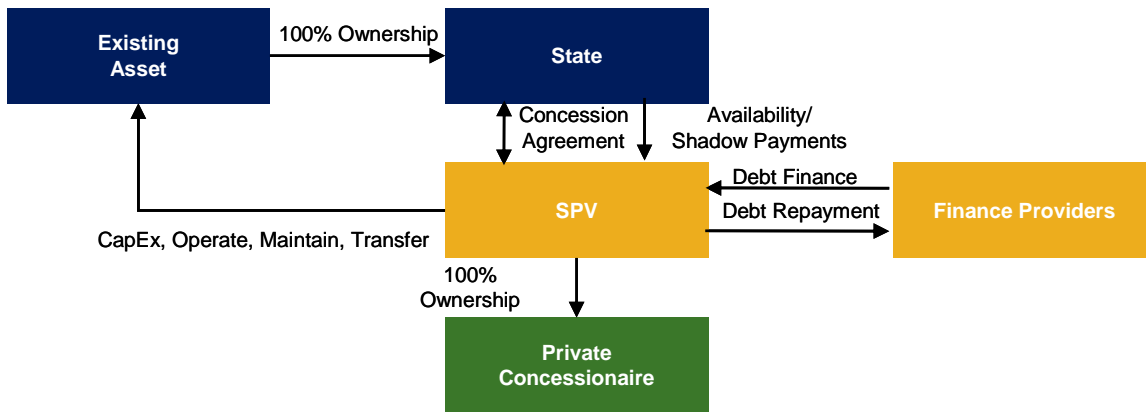 Existing
Asset
100% Ownership
State
Concession
Agreement
Availability/
Shadow Payments
SPV
Debt Finance
Debt Repayment
Finance Providers
CapEx, Operate, Maintain, Transfer
100%
Ownership
Private
Concessionaire